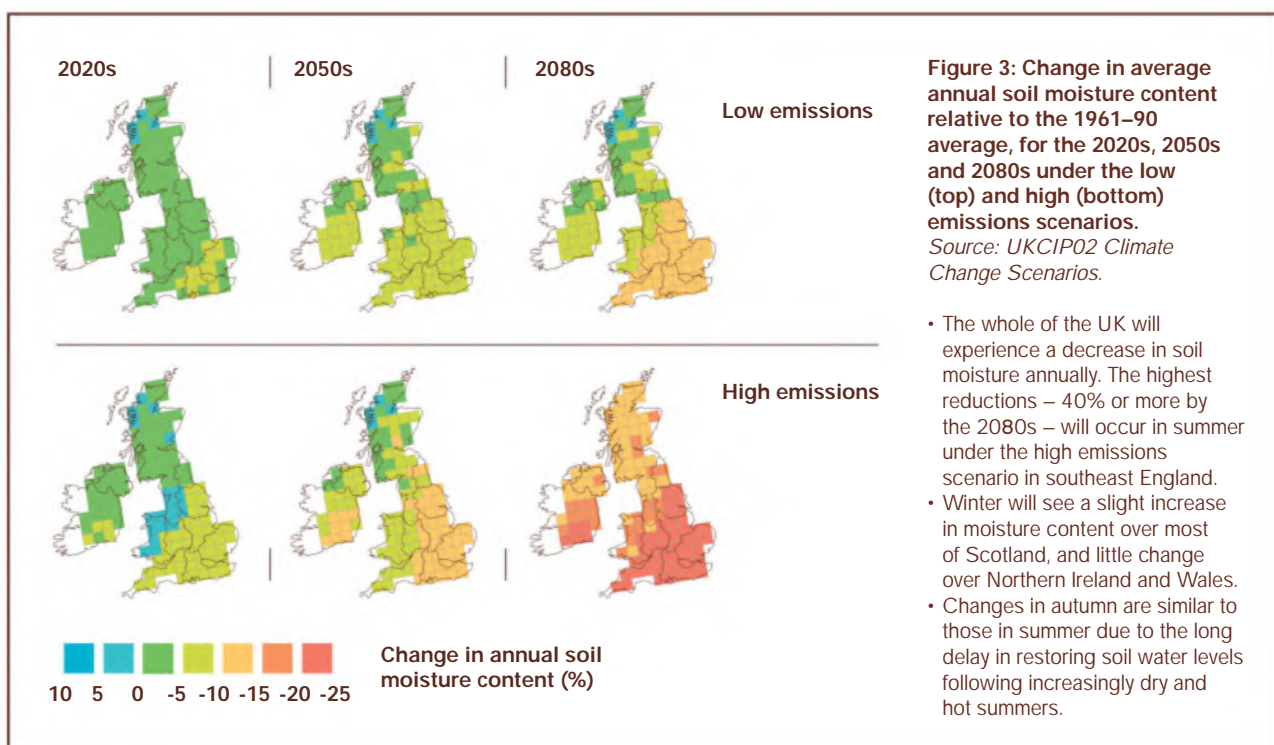 2020s
2050s
2080s
Low emissions
High emissions
10 5 0 -5 -10 -15 -20 -25
Change in annual soil
moisture content (%)
Figure 3: Change in average
annual soil moisture content
relative to the 1961–90
average, for the 2020s, 2050s
and 2080s under the low
(top) and high (bottom)
emissions scenarios.
Source: UKCIP02 Climate
Change Scenarios.
• The whole of the UK will
experience a decrease in soil
moisture annually. The highest
reductions – 40% or more by
the 2080s – will occur in summer
under the high emissions
scenario in southeast England.
• Winter will see a slight increase
in moisture content over most
of Scotland, and little change
over Northern Ireland and Wales.
• Changes in autumn are similar to
those in summer due to the long
delay in restoring soil water levels
following increasingly dry and
hot summers.